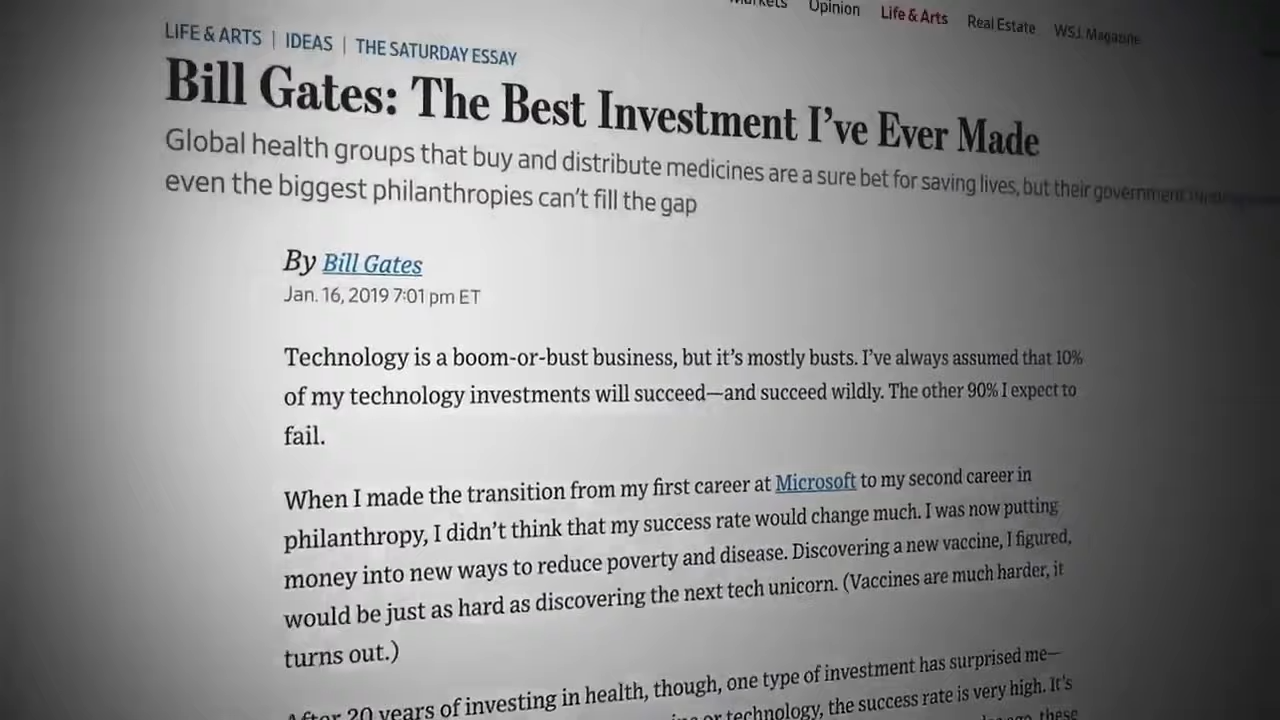 Opinion Life & Arts Real Estate WSJ Magazine
LIFE & ARTS | IDEAS | THE SATURDAY ESSAY
Bill Gates: The Best Investment I've Ever Made
Global health groups that buy and distribute medicines are a sure bet for saving lives, but their government
even the biggest philanthropies can't fill the gap
By Bill Gates
Jan. 16, 2019 7:01 pm ET
Technology is a boom-or-bust business, but it's mostly busts. I've always assumed that 10%
of my technology investments will succeed—and succeed wildly. The other 90% I expect to
fail.
When I made the transition from my first career at Microsoft to my second career in
philanthropy, I didn't think that my success rate would change much. I was now putting
money into new ways to reduce poverty and disease. Discovering a new vaccine, I figured,
would be just as hard as discovering the next tech unicorn. (Vaccines are much harder, it
turns out.)
After 20 years of investing in health, though, one type of investment has surprised me—
or technology, the success rate is very high. It's
these